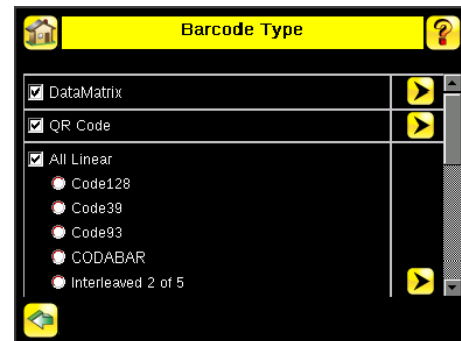 Barcode Type
?
DataMatrix
QR Code
All Linear
Code128
Code39
Code93
CODABAR
Interleaved 2 of 5